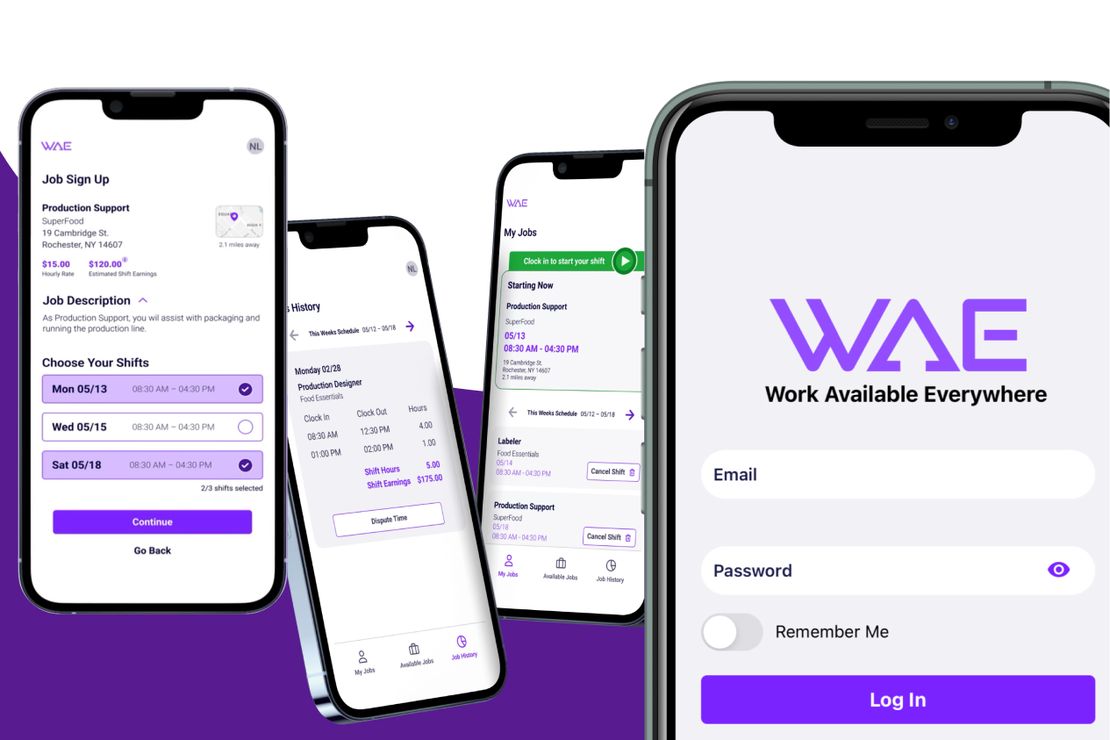 WAE
NL
Job Sign Up
Production Support
SuperFood
19 Cambridge St.
Rochester, NY 14607
2.1 miles away
$15.00 $120.00
Hourly Rate Estimated Shift Earnings
Job Description
As Production Support, you wil assist with packaging and
running the production line.
Choose Your Shifts
Mon 05/13 08:30 AM – 04:30 PM
Wed 05/15 08:30 AM – 04:30 PM
Sat 05/18 08:30 AM – 04:30 PM
2/3 shifts selected
Continue
Go Back
NL
s History
This Weeks Schedule 05/12 - 05/18
Monday 02/28
Production Designer
Food Essentials
Clock In Clock Out Hours
08:30 AM 12:30 PM 4.00
01:00 PM 02:00 PM 1.00
Shift Hours 5.00
Shift Earnings $175.00
Dispute Time
My Jobs Available Jobs Job History
WAE
My Jobs
Clock in to start your shift
Starting Now
Production Support
SuperFood
05/13
08:30 AM - 04:30 PM
19 Cambridge St.
Rochester, NY 14607
2.1 miles away
This Weeks Schedule 05/12 – 05/18
Labeler
Food Essentials
05/14
08:30 AM - 04:30 PM
Cancel Shift
Production Support
SuperFood
05/18
08:30 AM - 04:30 PM
Cancel Shift
My Jobs Available Jobs Job History
WAE
Work Available Everywhere
Email
Password
Remember Me
Log In